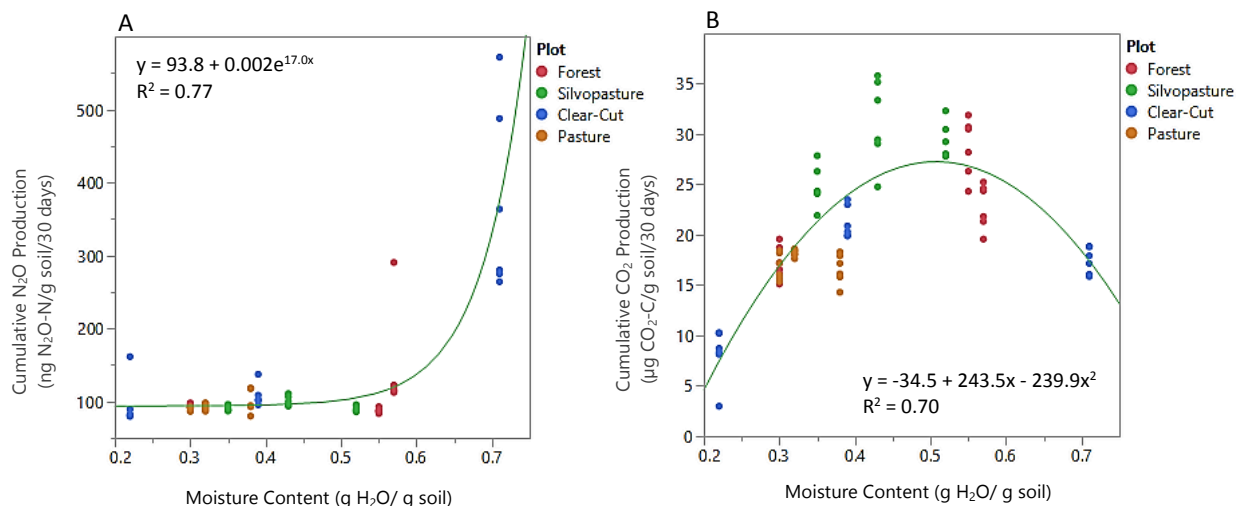 A
y = 93.8 + 0.002e^17.0x
R² = 0.77
Plot
Forest
Silvopasture
Clear-Cut
Pasture
500
400
300
200
100
0.2 0.3 0.4 0.5 0.6 0.7
Cumulative N₂O Production
(ng N₂O-N/g soil/30 days)
Moisture Content (g H₂O/ g soil)
B
Plot
Forest
Silvopasture
Clear-Cut
Pasture
35
30
25
20
15
10
5
0
0.2 0.3 0.4 0.5 0.6 0.7
Cumulative CO₂ Production
(µg CO₂-C/g soil/30 days)
y = -34.5 + 243.5x - 239.9x²
R² = 0.70
Moisture Content (g H₂O/ g soil)